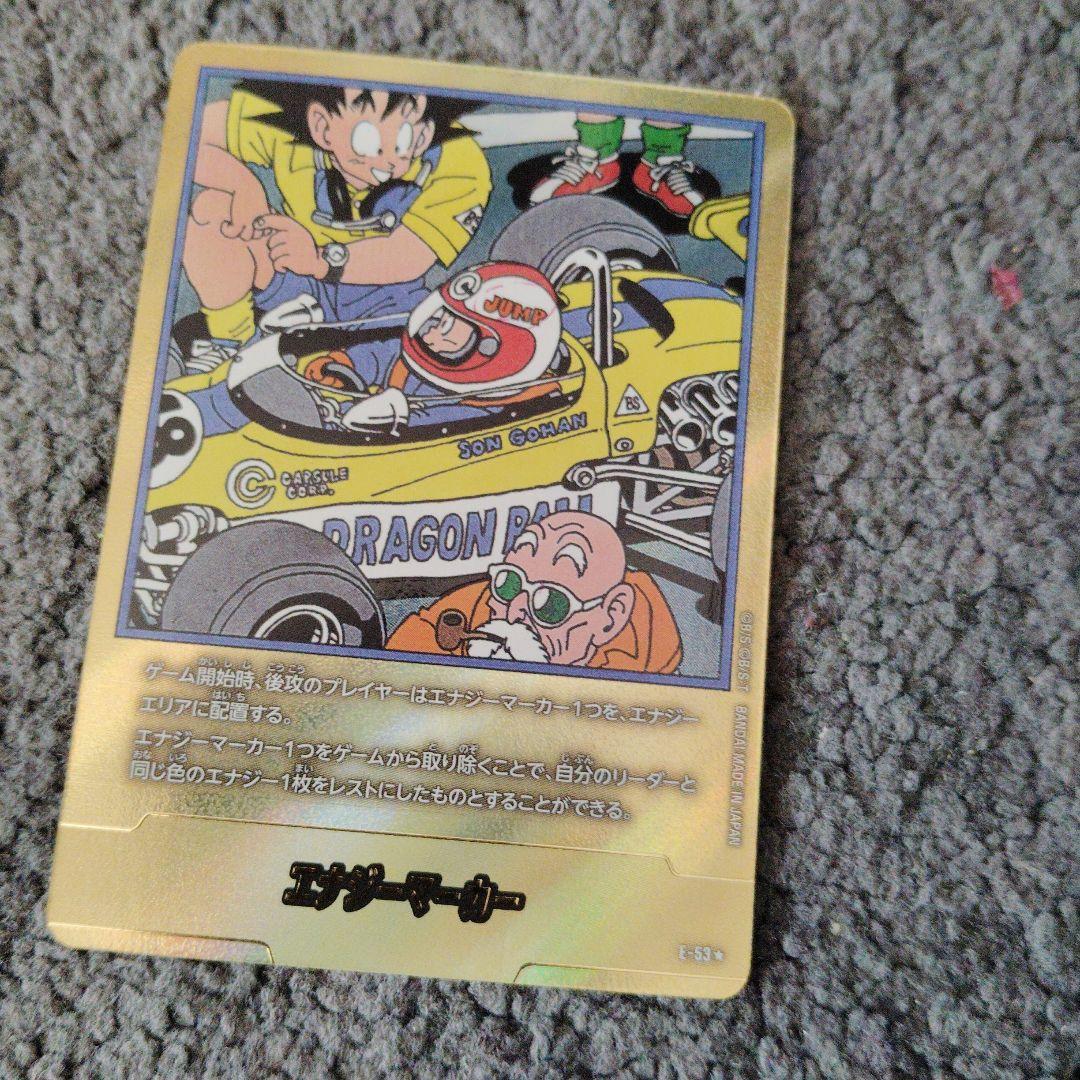 BS
JUMP
BS
SON GOHAN
8
CAPSULE
CORP.
DRAGON BALL
ゲーム開始時、後攻のプレイヤーはエナジーマーカー1つを、エナジー
エリアに配置する。
エナジーマーカー1つをゲームから取り除くことで、自分のリーダーと
同じ色のエナジー1枚をレストにしたものとすることができる。
©B/S ©B/S・T BANDAI MADE IN JAPAN
エナジーマーカー
E-53★